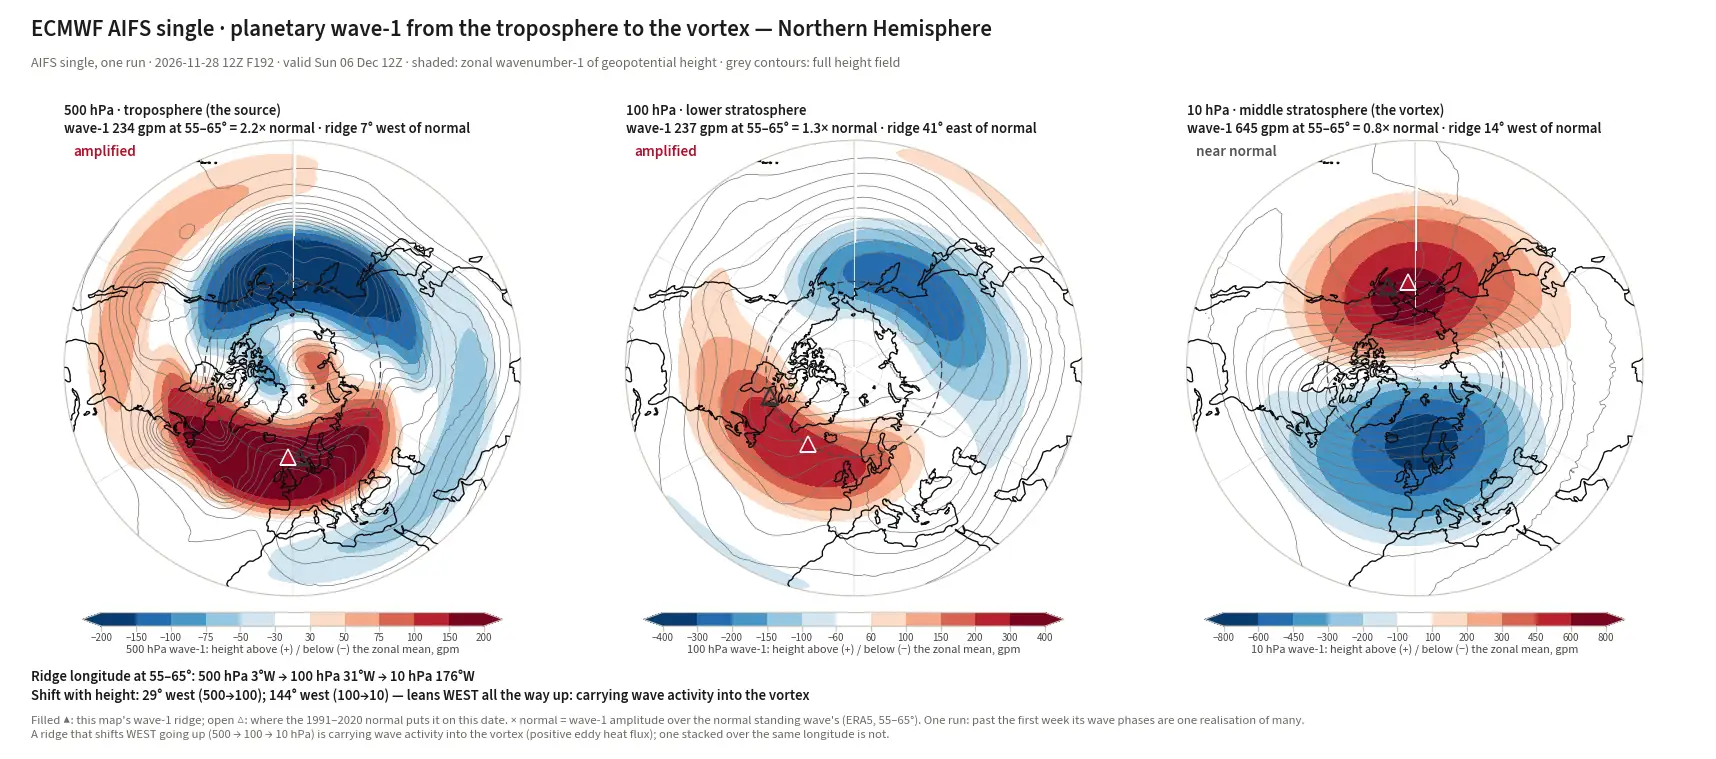 ECMWF AIFS single · planetary wave-1 from the troposphere to the vortex — Northern Hemisphere
AIFS single, one run · 2026-11-28 12Z F192 · valid Sun 06 Dec 12Z · shaded: zonal wavenumber-1 of geopotential height · grey contours: full height field
500 hPa · troposphere (the source)
wave-1 234 gpm at 55–65° = 2.2× normal · ridge 7° west of normal
amplified
100 hPa · lower stratosphere
wave-1 237 gpm at 55–65° = 1.3× normal · ridge 41° east of normal
amplified
10 hPa · middle stratosphere (the vortex)
wave-1 645 gpm at 55–65° = 0.8× normal · ridge 14° west of normal
near normal
−200 −150 −100 −75 −50 −30 30 50 75 100 150 200
500 hPa wave-1: height above (+) / below (−) the zonal mean, gpm
−400 −300 −200 −150 −100 −60 60 100 150 200 300 400
100 hPa wave-1: height above (+) / below (−) the zonal mean, gpm
−800 −600 −450 −300 −200 −100 100 200 300 450 600 800
10 hPa wave-1: height above (+) / below (−) the zonal mean, gpm
Ridge longitude at 55–65°: 500 hPa 3°W → 100 hPa 31°W → 10 hPa 176°W
Shift with height: 29° west (500→100); 144° west (100→10) — leans WEST all the way up: carrying wave activity into the vortex
Filled ▲: this map's wave-1 ridge; open △: where the 1991–2020 normal puts it on this date. × normal = wave-1 amplitude over the normal standing wave's (ERA5, 55–65°). One run: past the first week its wave phases are one realisation of many.
A ridge that shifts WEST going up (500 → 100 → 10 hPa) is carrying wave activity into the vortex (positive eddy heat flux); one stacked over the same longitude is not.